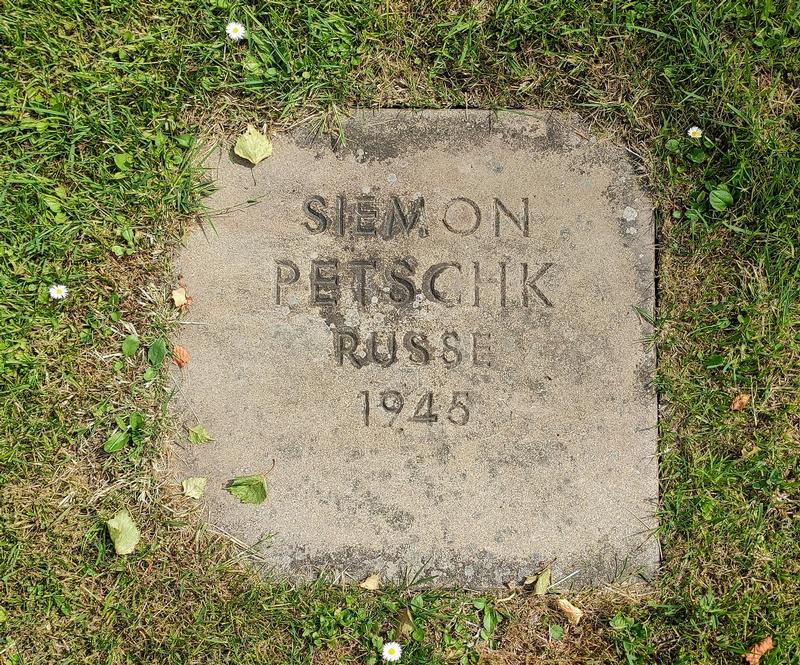 SIEMON
PETSCHK
RUSSE
1945